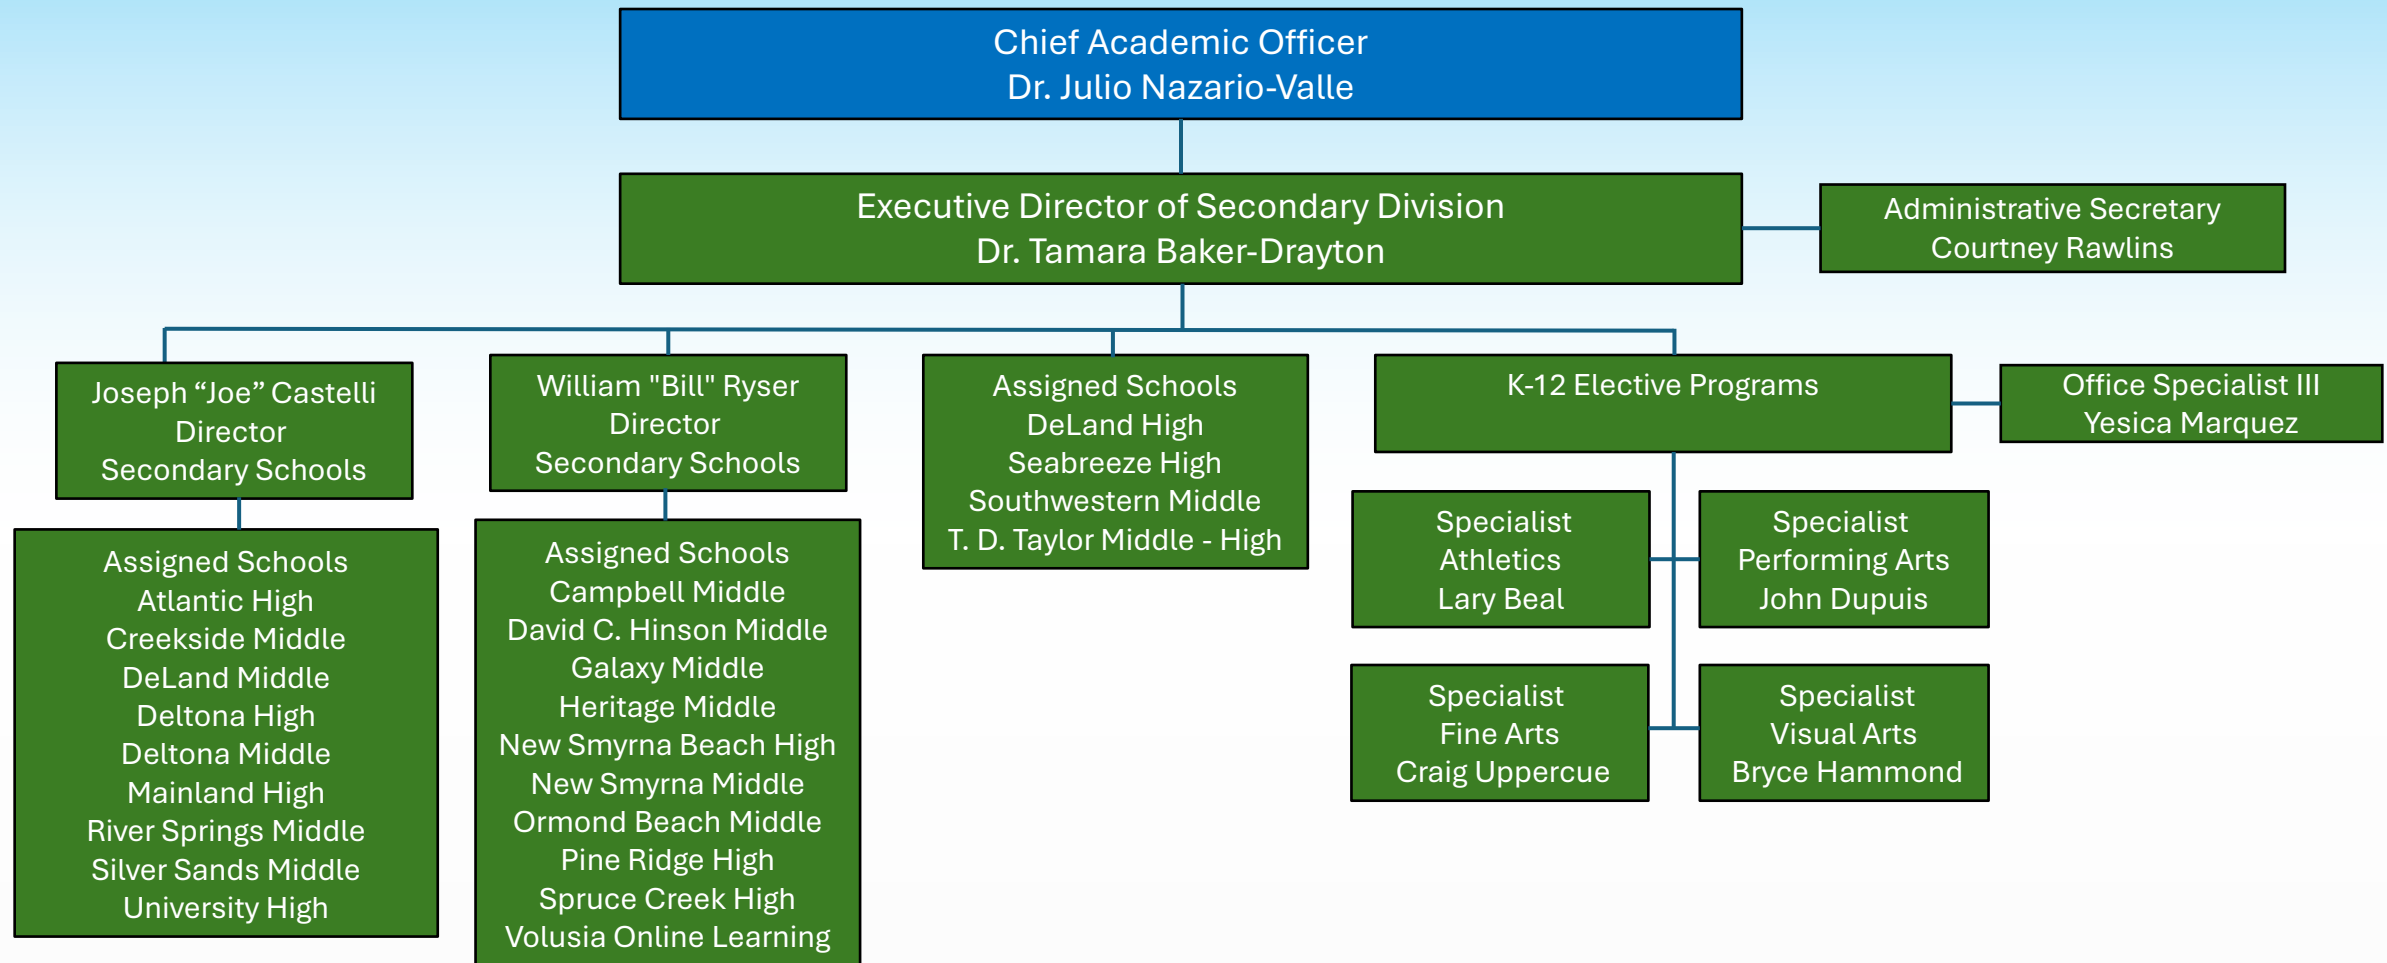 Chief Academic Officer
Dr. Julio Nazario-Valle
Executive Director of Secondary Division
Dr. Tamara Baker-Drayton
Administrative Secretary
Courtney Rawlins
Joseph “Joe” Castelli
Director
Secondary Schools
Assigned Schools
Atlantic High
Creekside Middle
DeLand Middle
Deltona High
Deltona Middle
Mainland High
River Springs Middle
Silver Sands Middle
University High
William "Bill" Ryser
Director
Secondary Schools
Assigned Schools
Campbell Middle
David C. Hinson Middle
Galaxy Middle
Heritage Middle
New Smyrna Beach High
New Smyrna Middle
Ormond Beach Middle
Pine Ridge High
Spruce Creek High
Volusia Online Learning
Assigned Schools
DeLand High
Seabreeze High
Southwestern Middle
T. D. Taylor Middle - High
K-12 Elective Programs
Office Specialist III
Yesica Marquez
Specialist
Athletics
Lary Beal
Specialist
Performing Arts
John Dupuis
Specialist
Fine Arts
Craig Uppercue
Specialist
Visual Arts
Bryce Hammond